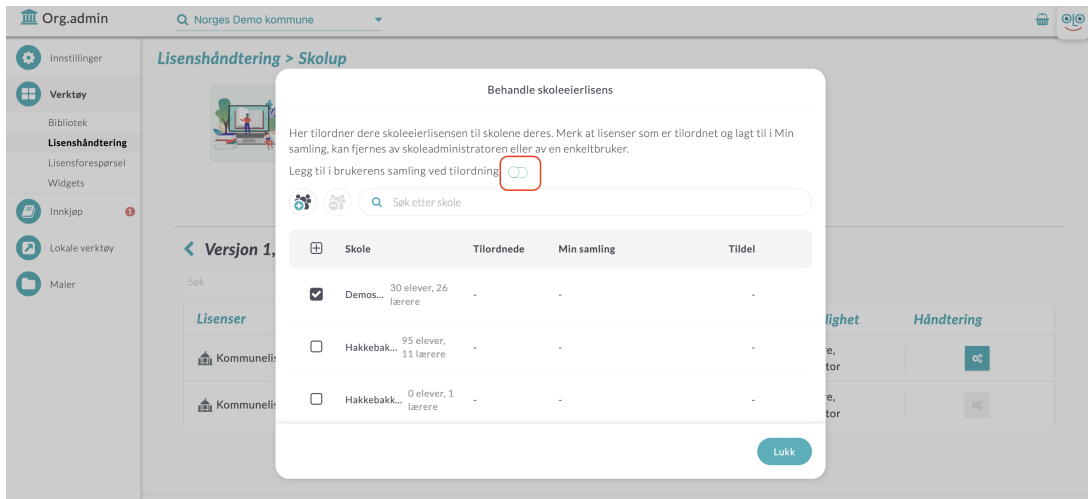 Org.admin
Norges Demo kommune
Innstillinger
Lisenshåndtering > Skolup
Behandle skoleeierlisens
Verktøy
Bibliotek
Lisenshåndtering
Lisensforespørsel
Widgets
Innkjøp
Lokale verktøy
Maler
Her tilordner dere skoleeierlisensen til skolene deres. Merk at lisenser som er tilordnet og lagt til i Min
samling, kan fjernes av skoleadministratoren eller av en enkeltbruker.
Legg til i brukerens samling ved tilordning
Søk etter skole
Versjon 1,
Søk
Skole Tilordnede Min samling Tildel
Demos... 30 elever, 26
lærere - - -
Hakkebak... 95 elever,
11 lærere - - -
Hakkebakk... 0 elever, 1
lærere - - -
Lisenser lighet Håndtering
Kommunelis re,
tor
Kommunelis re,
tor
Lukk